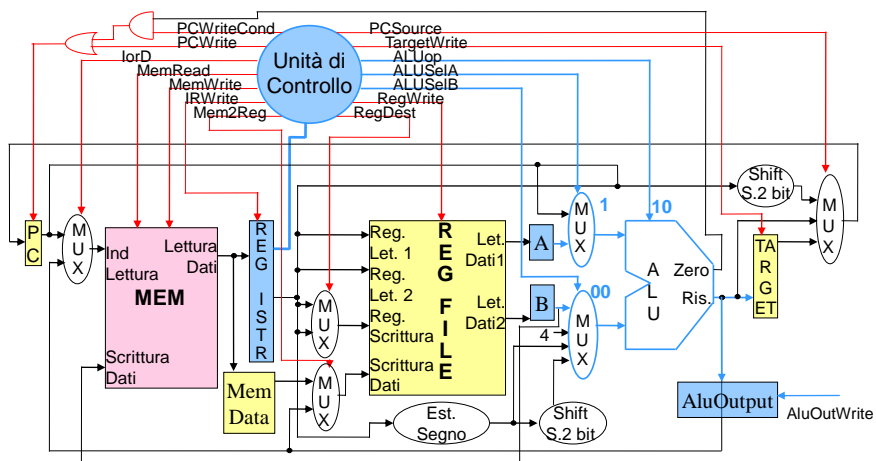 PCWriteCond
PCWrite
IorD
MemRead
MemWrite
IRWrite
Mem2Reg
Unità di
Controllo
PCSource
TargetWrite
ALUop
ALUSelA
ALUSelB
RegWrite
RegDest
P
C
M
U
X
Ind
Lettura
Lettura
Dati
MEM
Scrittura
Dati
R
E
G
I
S
T
R
M
U
X
Mem
Data
M
U
X
Reg.
Let. 1
Reg.
Let. 2
Reg.
Scrittura
Scrittura
Dati
R
E
G
F
I
L
E
Let.
Dati1
Let.
Dati2
A
B
M
U
X
1
4
M
U
X
00
10
A
L
U
Zero
Ris.
Shift
S.2 bit
M
U
X
T
A
R
G
E
T
Est.
Segno
Shift
S.2 bit
AluOutput
AluOutWrite